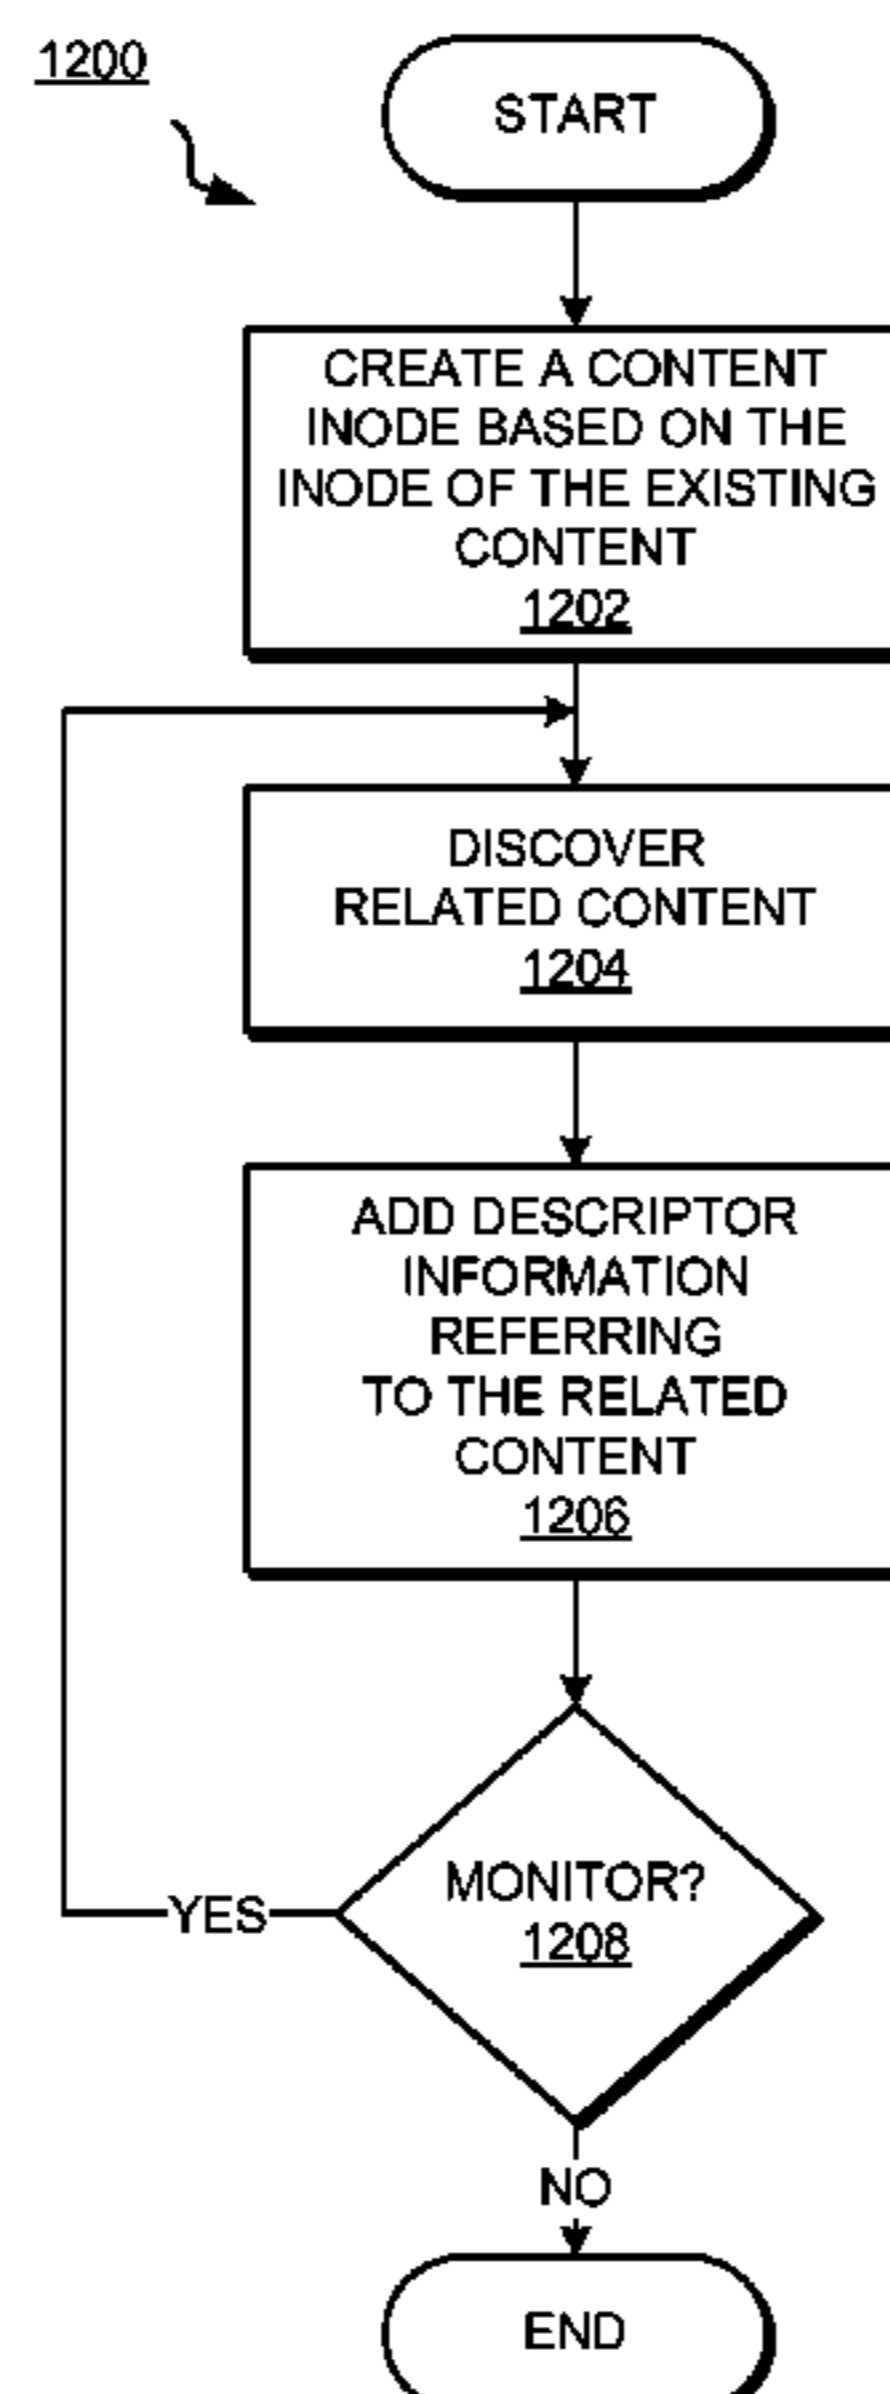 1200
START
CREATE A CONTENT
INODE BASED ON THE
INODE OF THE EXISTING
CONTENT
1202
DISCOVER
RELATED CONTENT
1204
ADD DESCRIPTOR
INFORMATION
REFERRING
TO THE RELATED
CONTENT
1206
MONITOR?
1208
YES
NO
END